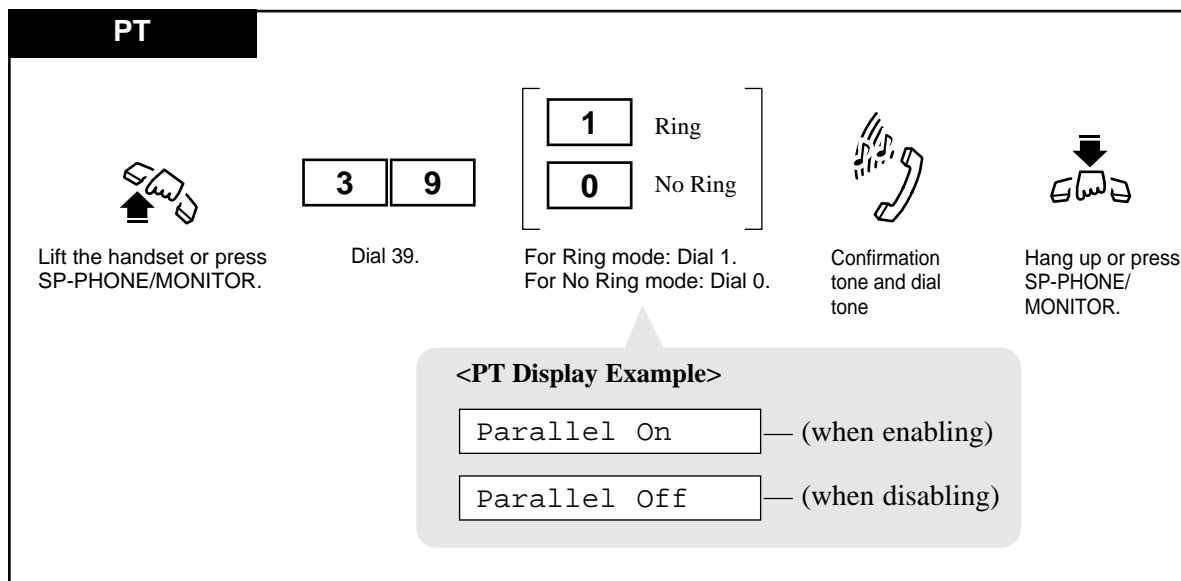 PT
1 Ring
3 9
0 No Ring
Lift the handset or press
SP-PHONE/MONITOR.
Dial 39.
For Ring mode: Dial 1.
For No Ring mode: Dial 0.
Confirmation
tone and dial
tone
Hang up or press
SP-PHONE/
MONITOR.
<PT Display Example>
Parallel On (when enabling)
Parallel Off (when disabling)